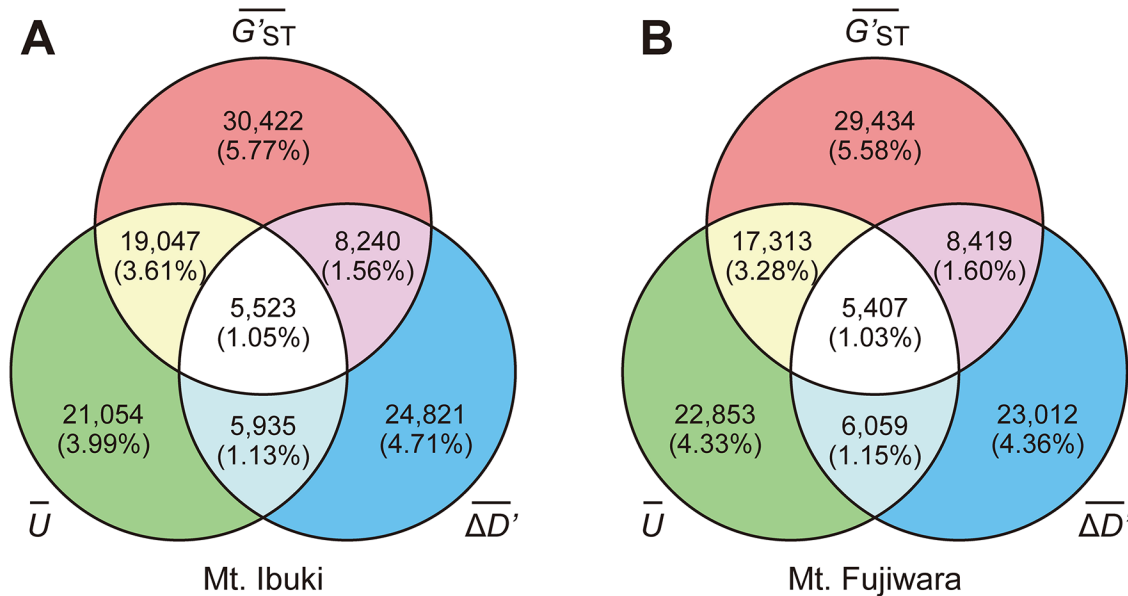 A
G’ST
30,422
(5.77%)
19,047
(3.61%)
8,240
(1.56%)
5,523
(1.05%)
21,054
(3.99%)
5,935
(1.13%)
24,821
(4.71%)
U
ΔD’
Mt. Ibuki
B
G’ST
29,434
(5.58%)
17,313
(3.28%)
8,419
(1.60%)
5,407
(1.03%)
22,853
(4.33%)
6,059
(1.15%)
23,012
(4.36%)
U
ΔD’
Mt. Fujiwara